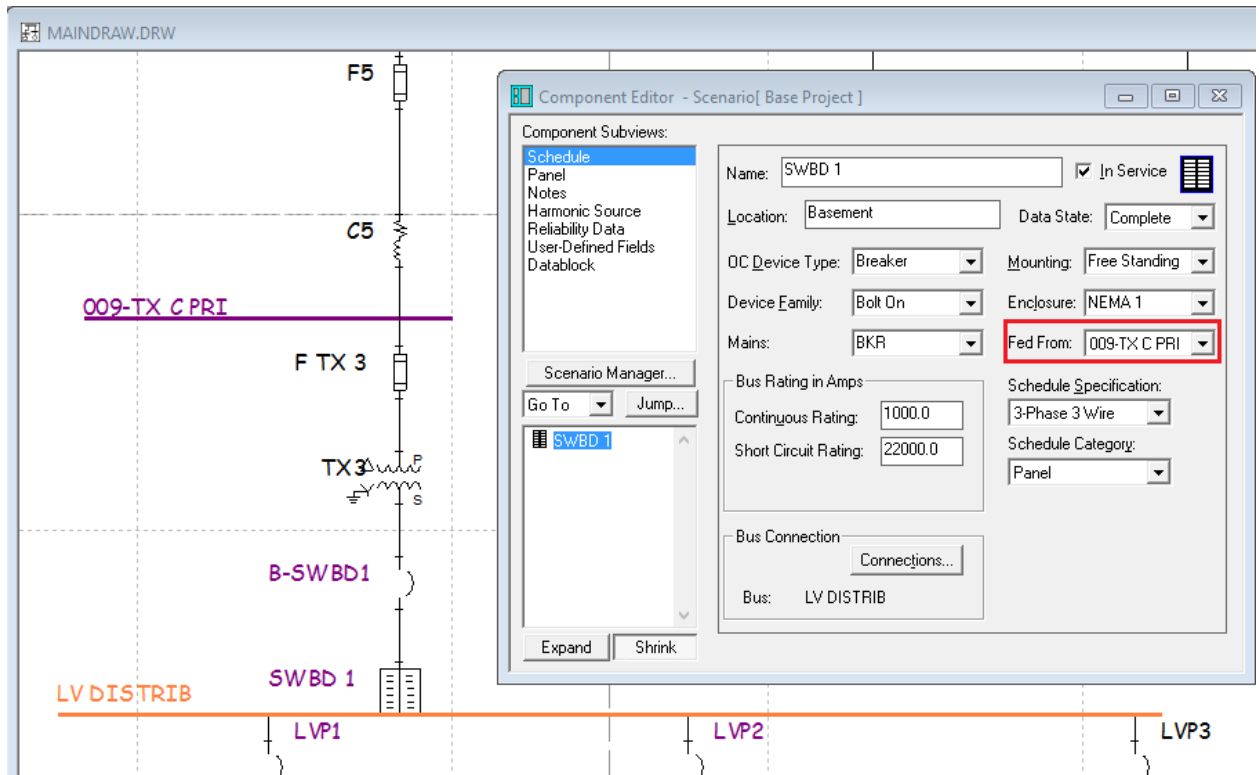 MAINDRAW.DRW
F5
C5
009-TX C PRI
F TX 3
TX3
P
S
B-SWBD1
SWBD 1
LV DISTRIB
LVP1
LVP2
LVP3
Component Editor - Scenario[ Base Project ]
Component Subviews:
Schedule
Panel
Notes
Harmonic Source
Reliability Data
User-Defined Fields
Datablock
Scenario Manager...
Go To
Jump...
SWBD 1
Expand
Shrink
Name: SWBD 1
In Service
Location: Basement
Data State: Complete
OC Device Type: Breaker
Mounting: Free Standing
Device Family: Bolt On
Enclosure: NEMA 1
Mains: BKR
Fed From: 009-TX C PRI
Bus Rating in Amps
Continuous Rating: 1000.0
Short Circuit Rating: 22000.0
Schedule Specification:
3-Phase 3 Wire
Schedule Category:
Panel
Bus Connection
Connections...
Bus: LV DISTRIB